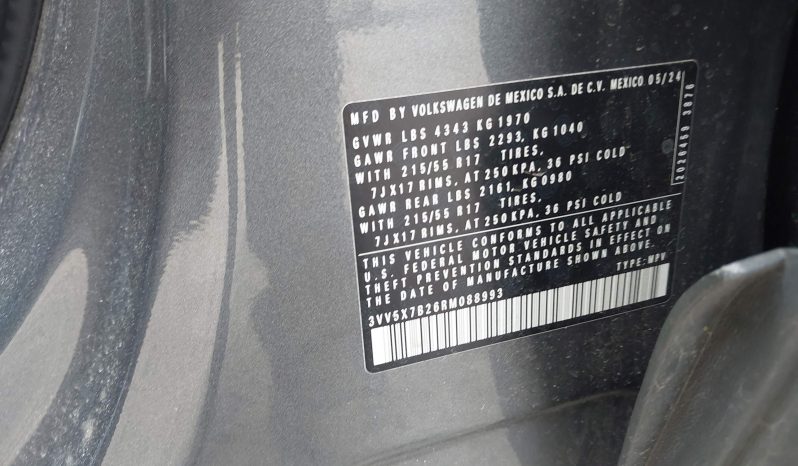 MFD BY VOLKSWAGEN DE MEXICO S.A. DE C.V. MEXICO 05/24
GVWR LBS 4343 KG 1970
GAWR FRONT LBS 2293, KG 1040
WITH 215/55 R17 TIRES,
7JX17 RIMS, AT 250 KPA, 36 PSI COLD
GAWR REAR LBS 2161, KG 0980
WITH 215/55 R17 TIRES,
7JX17 RIMS, AT 250 KPA, 36 PSI COLD
THIS VEHICLE CONFORMS TO ALL APPLICABLE
U.S. FEDERAL MOTOR VEHICLE SAFETY AND
THEFT PREVENTION STANDARDS IN EFFECT ON
THE DATE OF MANUFACTURE SHOWN ABOVE.
TYPE: MPV
3VV5X7B26RM088993
2020459 3876